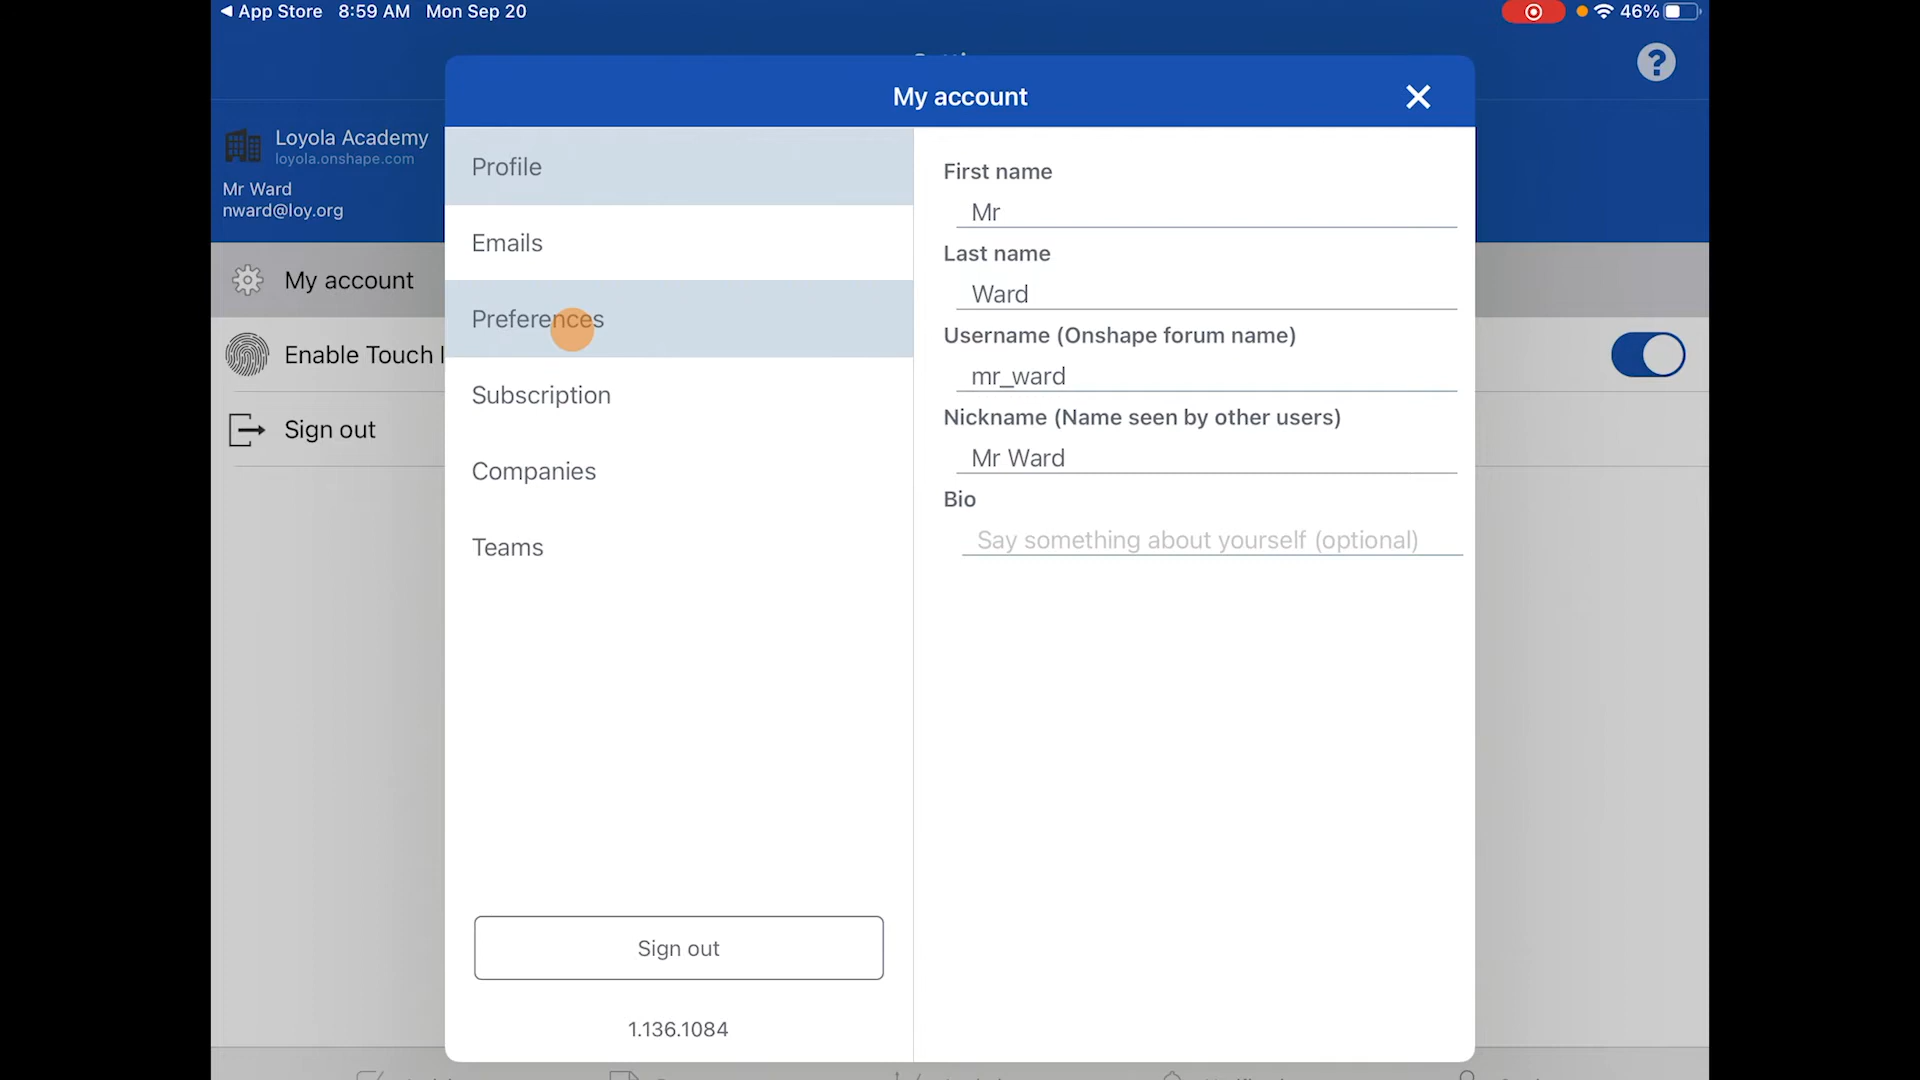 App Store 8:59 AM Mon Sep 20
46%
My account
Loyola Academy
loyola.onshape.com
Mr Ward
nward@loy.org
My account
Enable Touch
Sign out
Profile
Emails
Preferences
Subscription
Companies
Teams
Sign out
1.136.1084
First name
Mr
Last name
Ward
Username (Onshape forum name)
mr_ward
Nickname (Name seen by other users)
Mr Ward
Bio
Say something about yourself (optional)